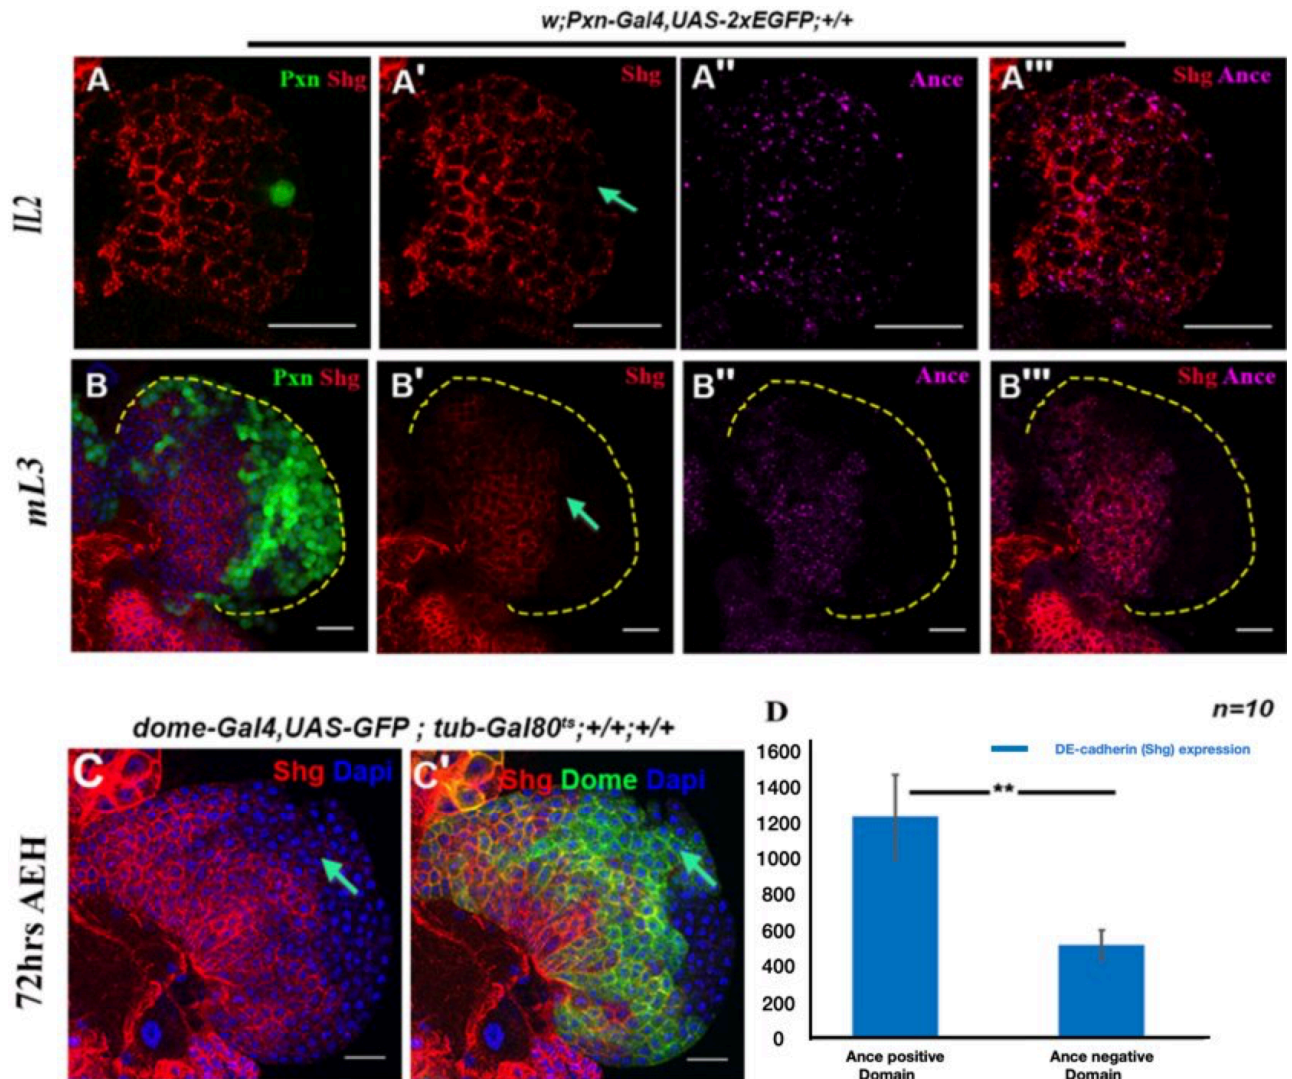 w;Pxn-Gal4,UAS-2xEGFP;+/+
A Pxn Shg
A' Shg
A'' Ance
A''' Shg Ance
IL2
B Pxn Shg
B' Shg
B'' Ance
B''' Shg Ance
mL3
dome-Gal4,UAS-GFP ; tub-Gal80ts;+/+;+/+
C Shg Dapi
C' Shg Dome Dapi
72hrs AEH
D
n=10
DE-cadherin (Shg) expression
**
1600
1400
1200
1000
800
600
400
200
0
Ance positive
Domain
Ance negative
Domain